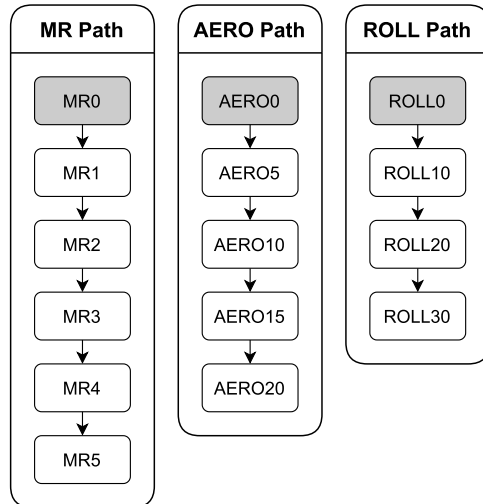 MR Path
MR0
MR1
MR2
MR3
MR4
MR5
AERO Path
AERO0
AERO5
AERO10
AERO15
AERO20
ROLL Path
ROLL0
ROLL10
ROLL20
ROLL30